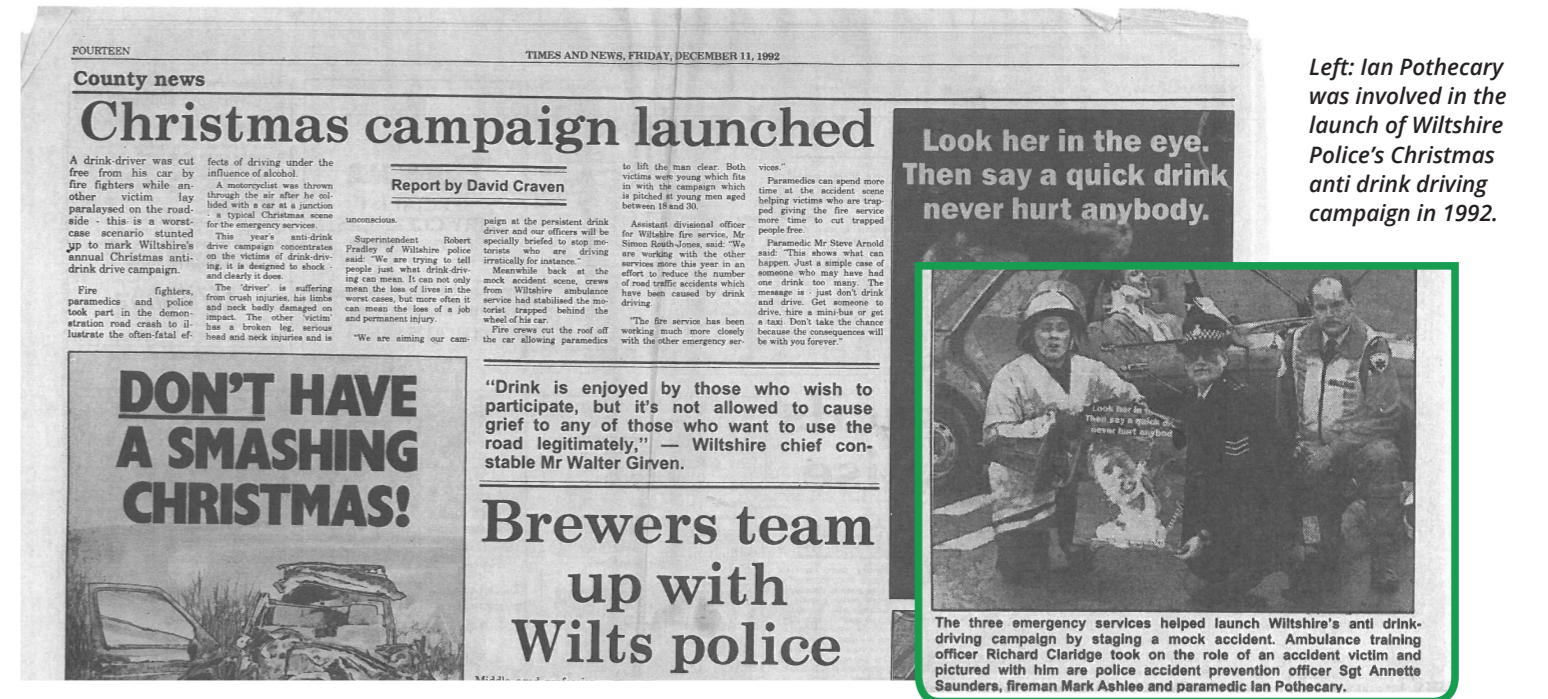 FOURTEEN
TIMES AND NEWS, FRIDAY, DECEMBER 11, 1992
County news
Christmas campaign launched
A drink-driver was cut
free from his car by
fire fighters while an-
other victim lay
paralaysed on the road-
side - this is a worst-
case scenario stunted
up to mark Wiltshire's
annual Christmas anti-
drink drive campaign.
Fire fighters,
paramedics and police
took part in the demon-
stration road crash to il-
lustrate the often-fatal ef-
fects of driving under the
influence of alcohol.
A motorcyclist was thrown
through the air after he col-
lided with a car at a junction
- a typical Christmas scene
for the emergency services.
This year's anti-drink
drive campaign concentrates
on the victims of drink-driv-
ing, it is designed to shock -
and clearly it does.
The 'driver' is suffering
from crush injuries, his limbs
and neck badly damaged on
impact. The other 'victim'
has a broken leg, serious
head and neck injuries and is
Report by David Craven
unconscious.
Superintendent Robert
Fradley of Wiltshire police
said: "We are trying to tell
people just what drink-driv-
ing can mean. It can not only
mean the loss of lives in the
worst cases, but more often it
can mean the loss of a job
and permanent injury.
"We are aiming our cam-
paign at the persistent drink
driver and our officers will be
specially briefed to stop mo-
torists who are driving
irratically for instance."
Meanwhile back at the
mock accident scene, crews
from Wiltshire ambulance
service had stabilised the mo-
torist trapped behind the
wheel of his car.
Fire crews cut the roof off
the car allowing paramedics
to lift the man clear. Both
victims were young which fits
in with the campaign which
is pitched at young men aged
between 18 and 30.
Assistant divisional officer
for Wiltshire fire service, Mr
Simon Routh-Jones, said: "We
are working with the other
services more this year in an
effort to reduce the number
of road traffic accidents which
have been caused by drink
driving.
"The fire service has been
working much more closely
with the other emergency ser-
vices."
Paramedics can spend more
time at the accident scene
helping victims who are trap-
ped giving the fire service
more time to cut trapped
people free.
Paramedic Mr Steve Arnold
said: "This shows what can
happen. Just a simple case of
someone who may have had
one drink too many. The
message is - just don't drink
and drive. Get someone to
drive, hire a mini-bus or get
a taxi. Don't take the chance
because the consequences will
be with you forever."
Look her in the eye.
Then say a quick drink
never hurt anybody.
Left: Ian Pothecary
was involved in the
launch of Wiltshire
Police's Christmas
anti drink driving
campaign in 1992.
DON'T HAVE
A SMASHING
CHRISTMAS!
"Drink is enjoyed by those who wish to
participate, but it's not allowed to cause
grief to any of those who want to use the
road legitimately," — Wiltshire chief con-
stable Mr Walter Girven.
Brewers team
up with
Wilts police
Look her in
Then say a quick
never hurt
The three emergency services helped launch Wiltshire's anti drink-
driving campaign by staging a mock accident. Ambulance training
officer Richard Claridge took on the role of an accident victim and
pictured with him are police accident prevention officer Sgt Annette
Saunders, fireman Mark Ashlee and paramedic Ian Pothecary.